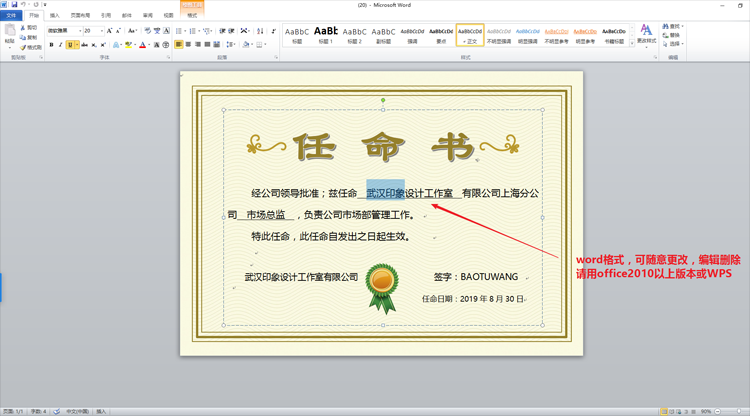 (20) - Microsoft Word
文件 开始 插入 页面布局 引用 邮件 审阅 视图 格式
粘贴
剪切
复制
格式刷
微软雅黑 20
AaBbC AaBb AaBbC AaBbC AaBbCcDd AaBbCcDd AaBbCcDd AaBbCcDd AaBbCcDd AaBbCcDd AaBbCcDd AaBbCcDd
标题 标题 1 标题 2 副标题 强调 要点 正文 不明显强调 明显强调 不明显参考 明显参考 书籍标题
更改样式
查找
替换
选择
剪贴板 字体 段落 样式 编辑
任命书
经公司领导批准；兹任命 武汉印象设计工作室 有限公司上海分公
司 市场总监 ，负责公司市场部管理工作。
特此任命，此任命自发出之日起生效。
武汉印象设计工作室有限公司 签字：BAOTUWANG
任命日期：2019 年 8 月 30 日
word格式，可随意更改，编辑删除
请用office2010以上版本或WPS
页面: 1/1 字数: 4 中文(中国) 插入 80%